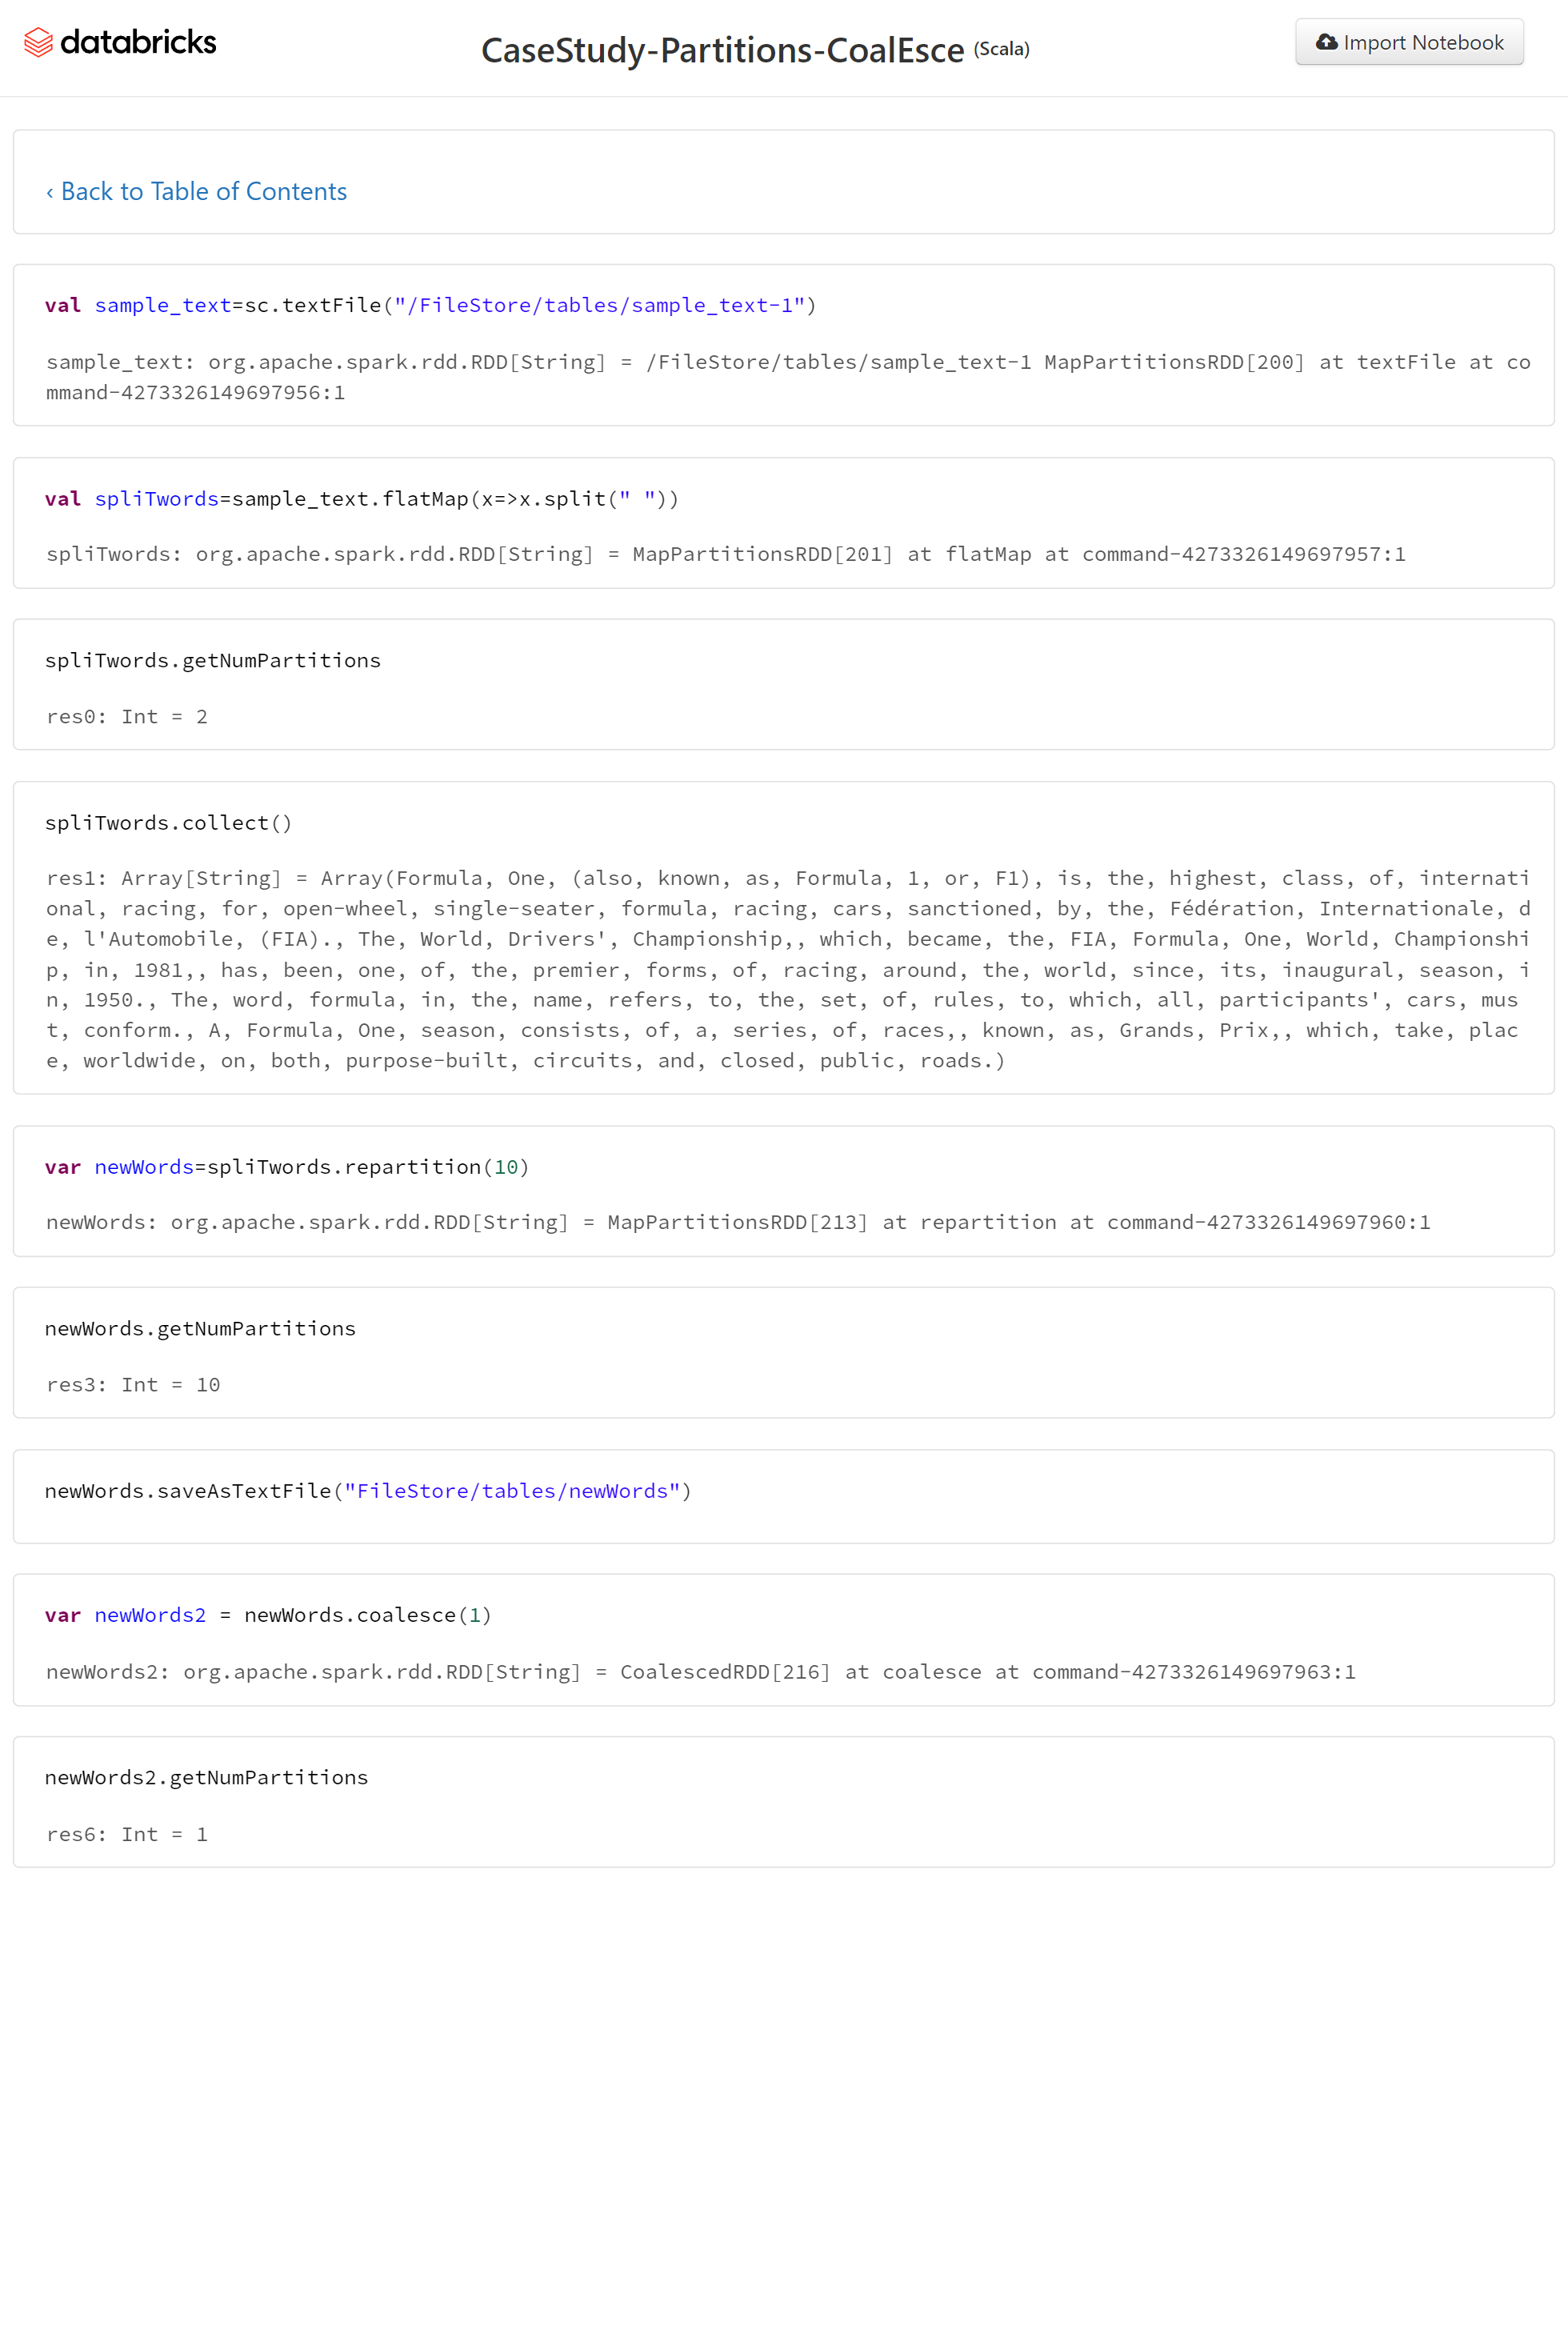 databricks
CaseStudy-Partitions-CoalEsce (Scala)
Import Notebook
‹ Back to Table of Contents
val sample_text=sc.textFile("/FileStore/tables/sample_text-1")
sample_text: org.apache.spark.rdd.RDD[String] = /FileStore/tables/sample_text-1 MapPartitionsRDD[200] at textFile at co
mmand-4273326149697956:1
val spliTwords=sample_text.flatMap(x=>x.split(" "))
spliTwords: org.apache.spark.rdd.RDD[String] = MapPartitionsRDD[201] at flatMap at command-4273326149697957:1
spliTwords.getNumPartitions
res0: Int = 2
spliTwords.collect()
res1: Array[String] = Array(Formula, One, (also, known, as, Formula, 1, or, F1), is, the, highest, class, of, internati
onal, racing, for, open-wheel, single-seater, formula, racing, cars, sanctioned, by, the, Fédération, Internationale, d
e, l'Automobile, (FIA)., The, World, Drivers', Championship,, which, became, the, FIA, Formula, One, World, Championshi
p, in, 1981,, has, been, one, of, the, premier, forms, of, racing, around, the, world, since, its, inaugural, season, i
n, 1950., The, word, formula, in, the, name, refers, to, the, set, of, rules, to, which, all, participants', cars, mus
t, conform., A, Formula, One, season, consists, of, a, series, of, races,, known, as, Grands, Prix,, which, take, plac
e, worldwide, on, both, purpose-built, circuits, and, closed, public, roads.)
var newWords=spliTwords.repartition(10)
newWords: org.apache.spark.rdd.RDD[String] = MapPartitionsRDD[213] at repartition at command-4273326149697960:1
newWords.getNumPartitions
res3: Int = 10
newWords.saveAsTextFile("FileStore/tables/newWords")
var newWords2 = newWords.coalesce(1)
newWords2: org.apache.spark.rdd.RDD[String] = CoalescedRDD[216] at coalesce at command-4273326149697963:1
newWords2.getNumPartitions
res6: Int = 1